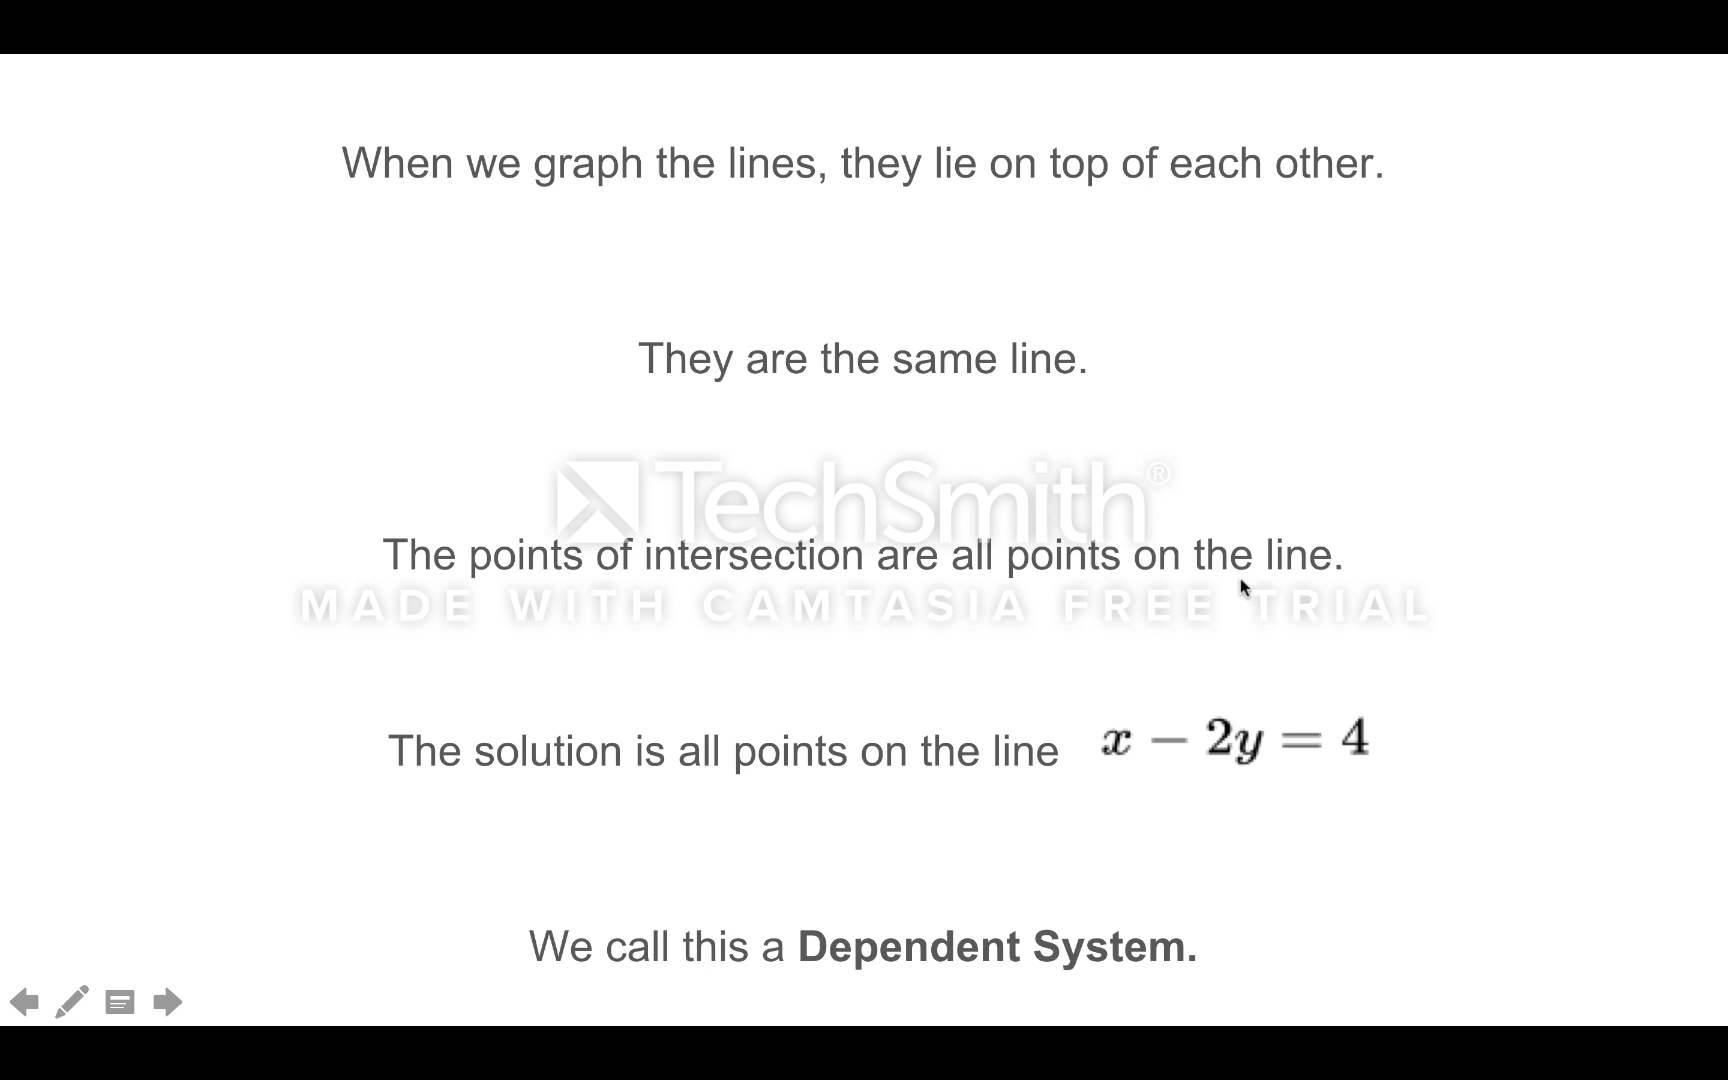 When we graph the lines, they lie on top of each other.
They are the same line.
TechSmith®
The points of intersection are all points on the line.
MADE WITH CAMTASIA FREE TRIAL
The solution is all points on the line x − 2y = 4
We call this a Dependent System.